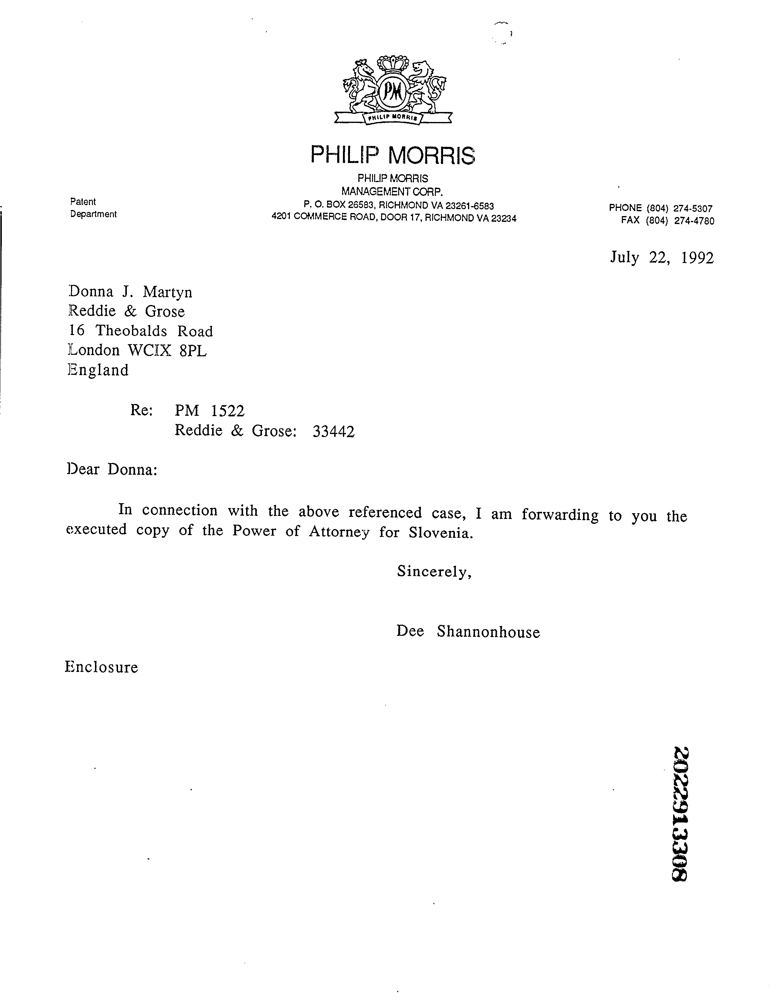 PM
PHILIP MORRIS
PHILIP MORRIS
PHILIP MORRIS
MANAGEMENT CORP.
P. O. BOX 26583, RICHMOND VA 23261-6583
4201 COMMERCE ROAD, DOOR 17, RICHMOND VA 23234
Patent
Department
PHONE (804) 274-5307
FAX (804) 274-4780
July 22, 1992
Donna J. Martyn
Reddie & Grose
16 Theobalds Road
London WCIX 8PL
England
Re: PM 1522
Reddie & Grose: 33442
Dear Donna:
In connection with the above referenced case, I am forwarding to you the
executed copy of the Power of Attorney for Slovenia.
Sincerely,
Dee Shannonhouse
Enclosure
2022913308